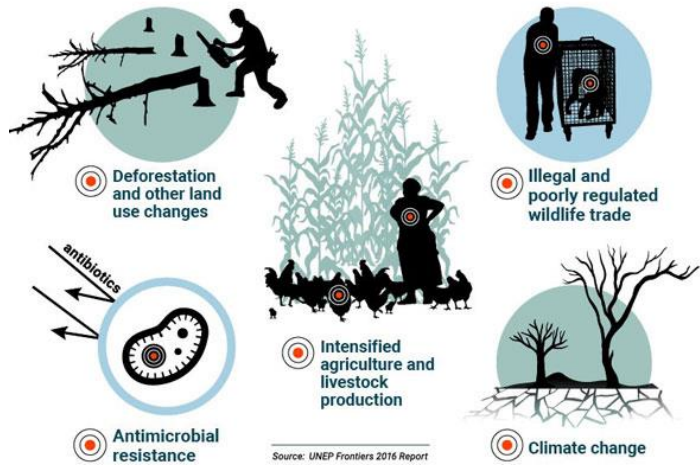 Deforestation
and other land
use changes
Illegal and
poorly regulated
wildlife trade
antibiotics
Intensified
agriculture and
livestock
production
Antimicrobial
resistance
Climate change
Source: UNEP Frontiers 2016 Report